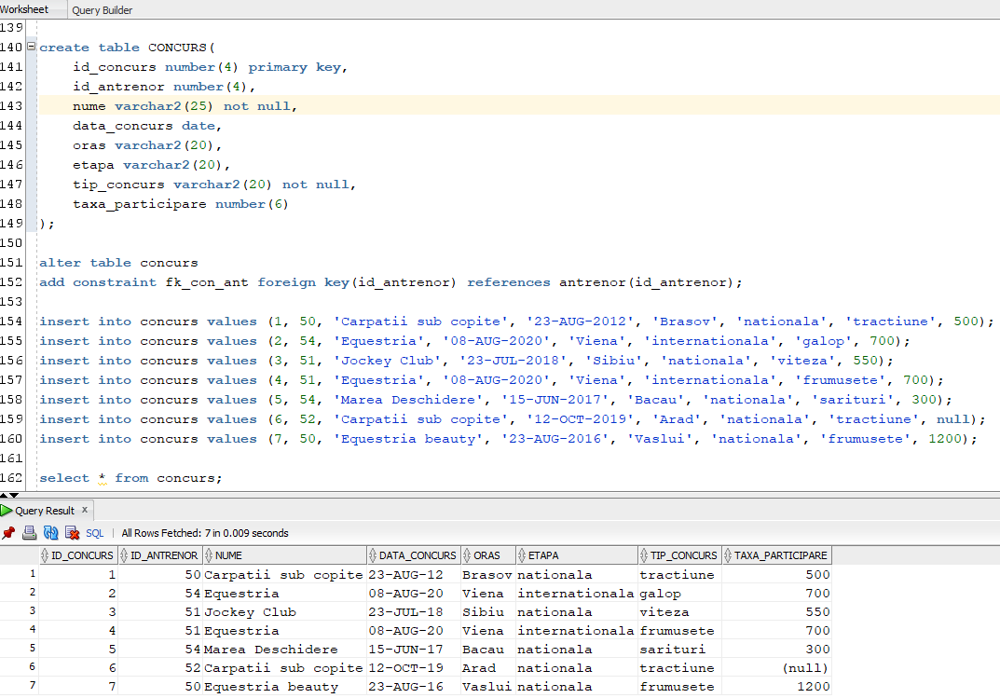 Worksheet Query Builder
139
140 create table CONCURS(
141 id_concurs number(4) primary key,
142 id_antrenor number(4),
143 nume varchar2(25) not null,
144 data_concurs date,
145 oras varchar2(20),
146 etapa varchar2(20),
147 tip_concurs varchar2(20) not null,
148 taxa_participare number(6)
149 );
150
151 alter table concurs
152 add constraint fk_con_ant foreign key(id_antrenor) references antrenor(id_antrenor);
153
154 insert into concurs values (1, 50, 'Carpatii sub copite', '23-AUG-2012', 'Brasov', 'nationala', 'tractiune', 500);
155 insert into concurs values (2, 54, 'Equestria', '08-AUG-2020', 'Viena', 'internationala', 'galop', 700);
156 insert into concurs values (3, 51, 'Jockey Club', '23-JUL-2018', 'Sibiu', 'nationala', 'viteza', 550);
157 insert into concurs values (4, 51, 'Equestria', '08-AUG-2020', 'Viena', 'internationala', 'frumusete', 700);
158 insert into concurs values (5, 54, 'Marea Deschidere', '15-JUN-2017', 'Bacau', 'nationala', 'sarituri', 300);
159 insert into concurs values (6, 52, 'Carpatii sub copite', '12-OCT-2019', 'Arad', 'nationala', 'tractiune', null);
160 insert into concurs values (7, 50, 'Equestria beauty', '23-AUG-2016', 'Vaslui', 'nationala', 'frumusete', 1200);
161
162 select * from concurs;
Query Result x
SQL | All Rows Fetched: 7 in 0.009 seconds
ID_CONCURS ID_ANTRENOR NUME DATA_CONCURS ORAS ETAPA TIP_CONCURS TAXA_PARTICIPARE
1 1 50 Carpatii sub copite 23-AUG-12 Brasov nationala tractiune 500
2 2 54 Equestria 08-AUG-20 Viena internationala galop 700
3 3 51 Jockey Club 23-JUL-18 Sibiu nationala viteza 550
4 4 51 Equestria 08-AUG-20 Viena internationala frumusete 700
5 5 54 Marea Deschidere 15-JUN-17 Bacau nationala sarituri 300
6 6 52 Carpatii sub copite 12-OCT-19 Arad nationala tractiune (null)
7 7 50 Equestria beauty 23-AUG-16 Vaslui nationala frumusete 1200